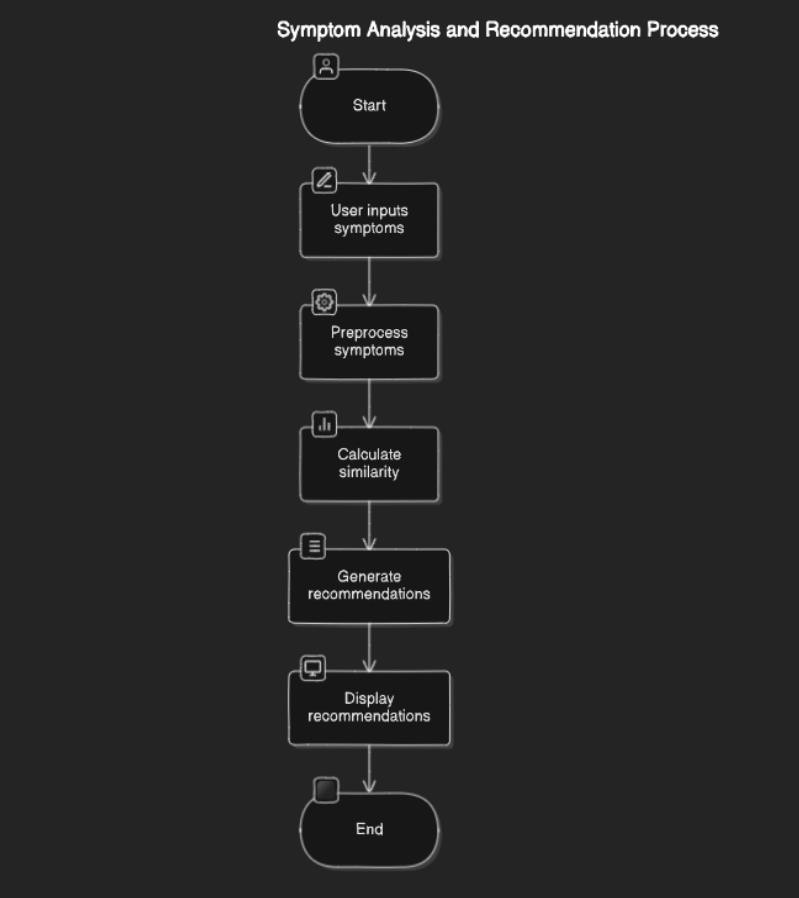 Symptom Analysis and Recommendation Process
Start
User inputs
symptoms
Preprocess
symptoms
Calculate
similarity
Generate
recommendations
Display
recommendations
End